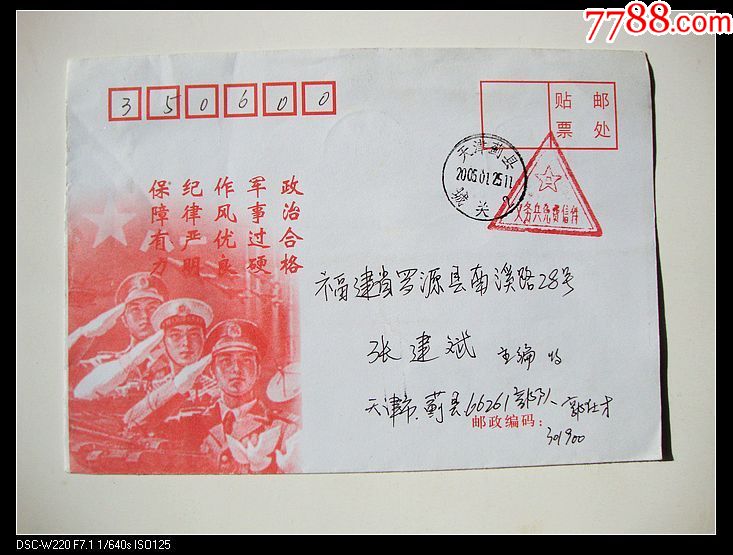 7788.com
350600
贴 邮
票 处
天津蓟县
2005.01.25.11
城关
义务兵免费信件
政治合格
军事过硬
作风优良
纪律严明
保障有力
福建省罗源县南溪路28号
张建斌 主编 收
天津市蓟县66261部队
邮政编码：
301900
DSC-W220 F7.1 1/640s ISO125